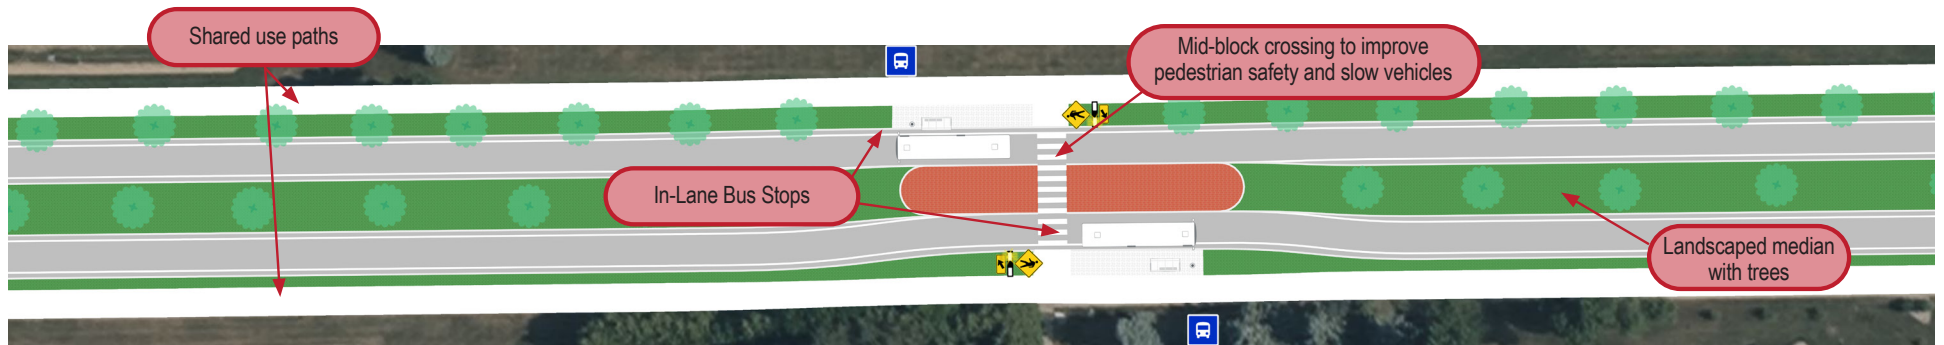 Shared use paths
Mid-block crossing to improve
pedestrian safety and slow vehicles
In-Lane Bus Stops
Landscaped median
with trees